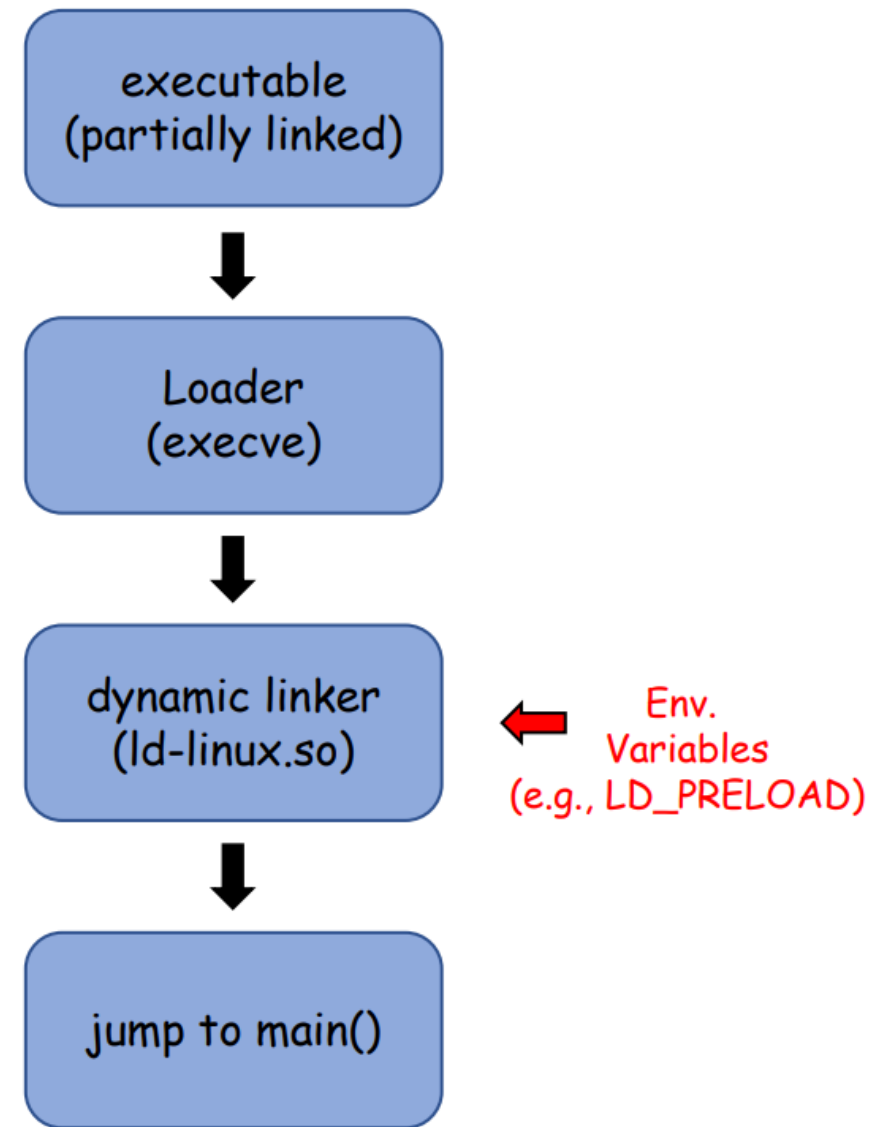 executable
(partially linked)
Loader
(execve)
dynamic linker
(ld-linux.so)
Env.
Variables
(e.g., LD_PRELOAD)
jump to main()